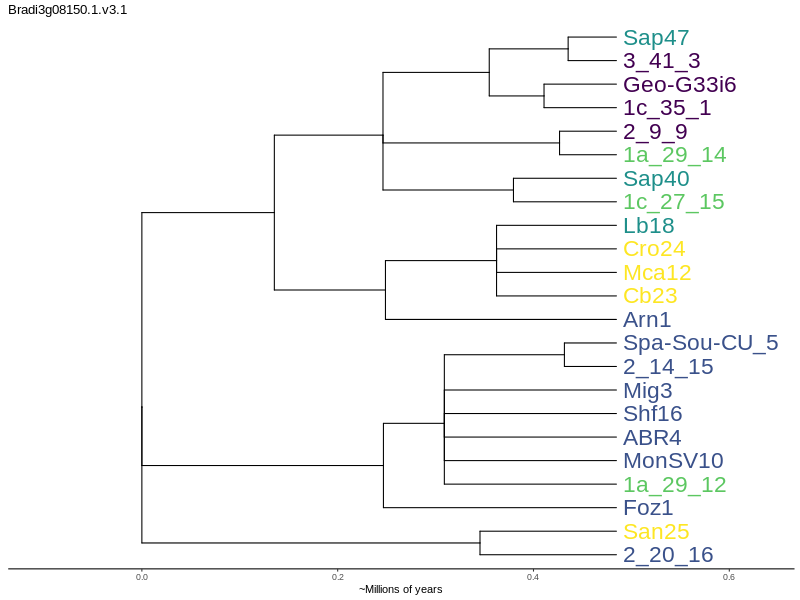 Bradi3g08150.1.v3.1
Sap47
3_41_3
Geo-G33i6
1c_35_1
2_9_9
1a_29_14
Sap40
1c_27_15
Lb18
Cro24
Mca12
Cb23
Arn1
Spa-Sou-CU_5
2_14_15
Mig3
Shf16
ABR4
MonSV10
1a_29_12
Foz1
San25
2_20_16
0.0 0.2 0.4 0.6
~Millions of years